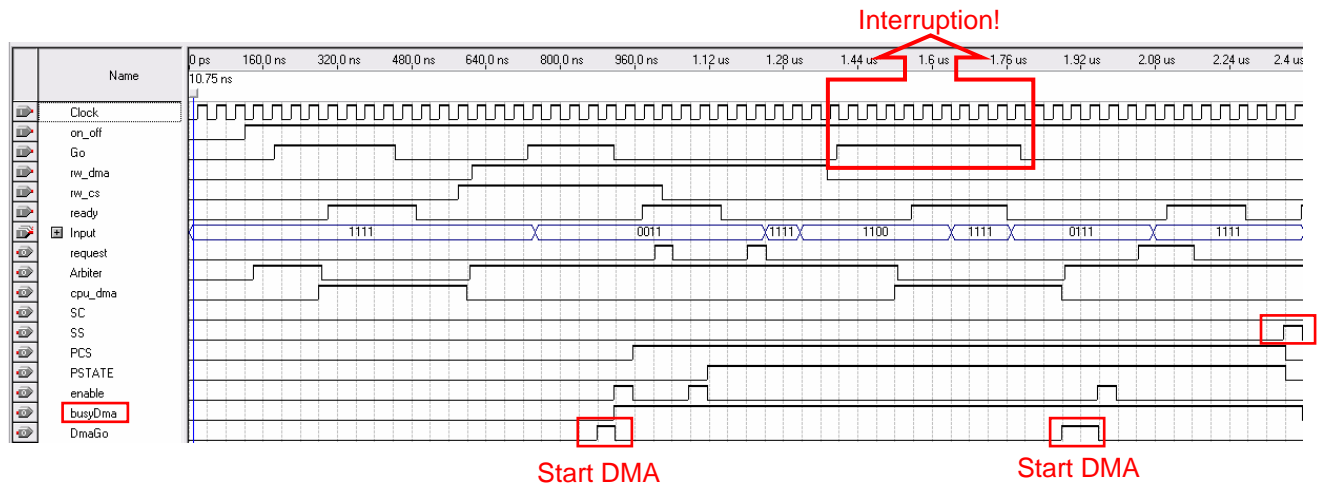 Interruption!
0 ps 160.0 ns 320.0 ns 480.0 ns 640.0 ns 800.0 ns 960.0 ns 1.12 us 1.28 us 1.44 us 1.6 us 1.76 us 1.92 us 2.08 us 2.24 us 2.4 us
Name
10.75 ns
Clock
on_off
Go
rw_dma
rw_cs
ready
Input 1111 0011 1111 1100 1111 0111 1111
request
Arbiter
cpu_dma
SC
SS
PCS
PSTATE
enable
busyDma
DmaGo
Start DMA Start DMA